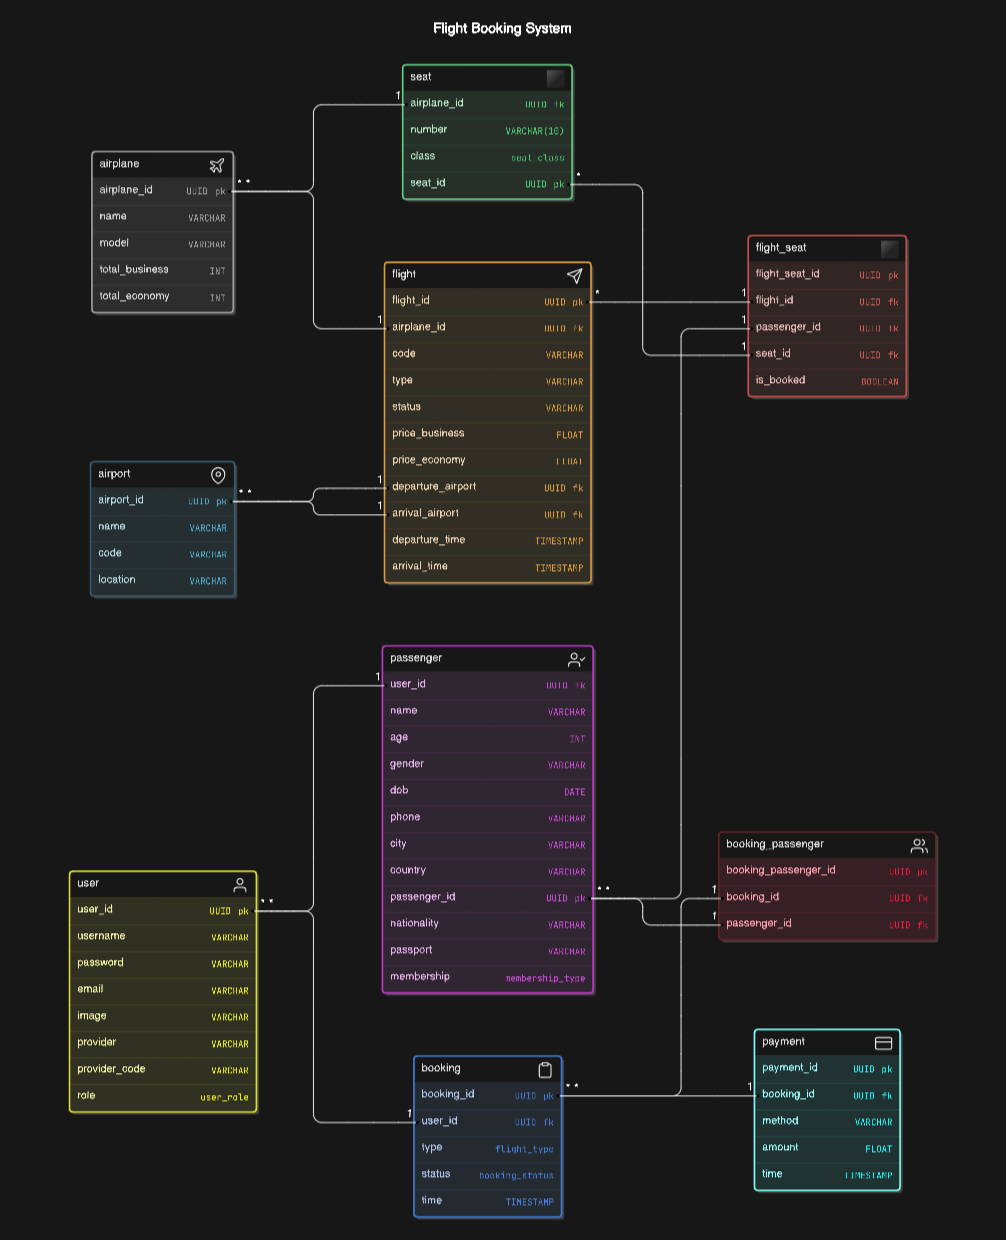 Flight Booking System
seat
airplane_id UUID fk
number VARCHAR(10)
class seat_class
seat_id UUID pk
1
*
airplane
airplane_id UUID pk
name VARCHAR
model VARCHAR
total_business INT
total_economy INT
* *
flight_seat
flight_seat_id UUID pk
flight_id UUID fk
passenger_id UUID fk
seat_id UUID fk
is_booked BOOLEAN
1
1
1
flight
flight_id UUID pk
airplane_id UUID fk
code VARCHAR
type VARCHAR
status VARCHAR
price_business FLOAT
price_economy FLOAT
departure_airport UUID fk
arrival_airport UUID fk
departure_time TIMESTAMP
arrival_time TIMESTAMP
*
1
1
1
airport
airport_id UUID pk
name VARCHAR
code VARCHAR
location VARCHAR
* *
passenger
user_id UUID fk
name VARCHAR
age INT
gender VARCHAR
dob DATE
phone VARCHAR
city VARCHAR
country VARCHAR
passenger_id UUID pk
nationality VARCHAR
passport VARCHAR
membership membership_type
1
* *
booking_passenger
booking_passenger_id UUID pk
booking_id UUID fk
passenger_id UUID fk
1
1
user
user_id UUID pk
username VARCHAR
password VARCHAR
email VARCHAR
image VARCHAR
provider VARCHAR
provider_code VARCHAR
role user_role
* *
booking
booking_id UUID pk
user_id UUID fk
type flight_type
status booking_status
time TIMESTAMP
1
* *
payment
payment_id UUID pk
booking_id UUID fk
method VARCHAR
amount FLOAT
time TIMESTAMP
1